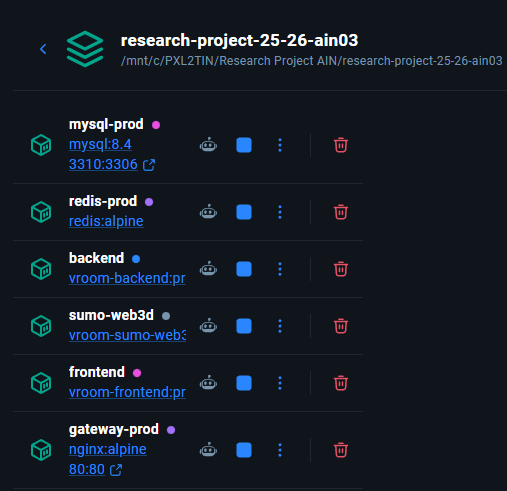 research-project-25-26-ain03
/mnt/c/PXL2TIN/Research Project AIN/research-project-25-26-ain03
mysql-prod
mysql:8.4
3310:3306
redis-prod
redis:alpine
backend
vroom-backend:pr
sumo-web3d
vroom-sumo-web3
frontend
vroom-frontend:pr
gateway-prod
nginx:alpine
80:80